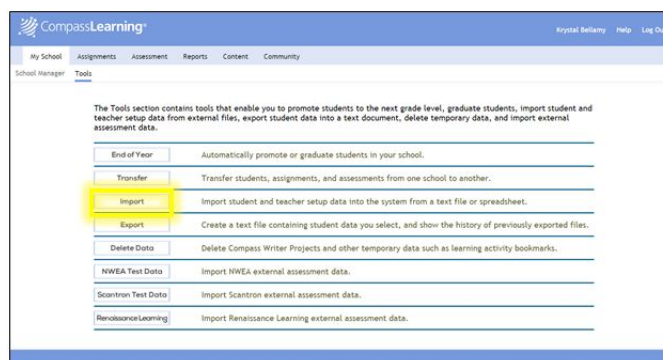 CompassLearning
Krystal Bellamy Help Log Ou
My School Assignments Assessment Reports Content Community
School Manager Tools
The Tools section contains tools that enable you to promote students to the next grade level, graduate students, import student and
teacher setup data from external files, export student data into a text document, delete temporary data, and import external
assessment data.
End of Year Automatically promote or graduate students in your school.
Transfer Transfer students, assignments, and assessments from one school to another.
Import Import student and teacher setup data into the system from a text file or spreadsheet.
Export Create a text file containing student data you select, and show the history of previously exported files.
Delete Data Delete Compass Writer Projects and other temporary data such as learning activity bookmarks.
NWEA Test Data Import NWEA external assessment data.
Scantron Test Data Import Scantron external assessment data.
Renaissance Learning Import Renaissance Learning external assessment data.